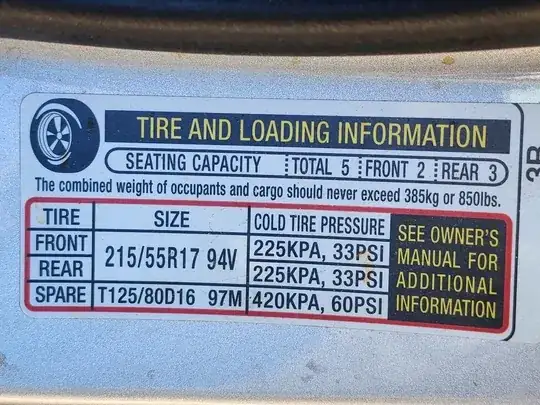 TIRE AND LOADING INFORMATION
SEATING CAPACITY TOTAL 5 FRONT 2 REAR 3
The combined weight of occupants and cargo should never exceed 385kg or 850lbs.
TIRE SIZE COLD TIRE PRESSURE
FRONT 215/55R17 94V 225KPA, 33PSI
REAR 225KPA, 33PSI
SPARE T125/80D16 97M 420KPA, 60PSI
SEE OWNER'S
MANUAL FOR
ADDITIONAL
INFORMATION
3B